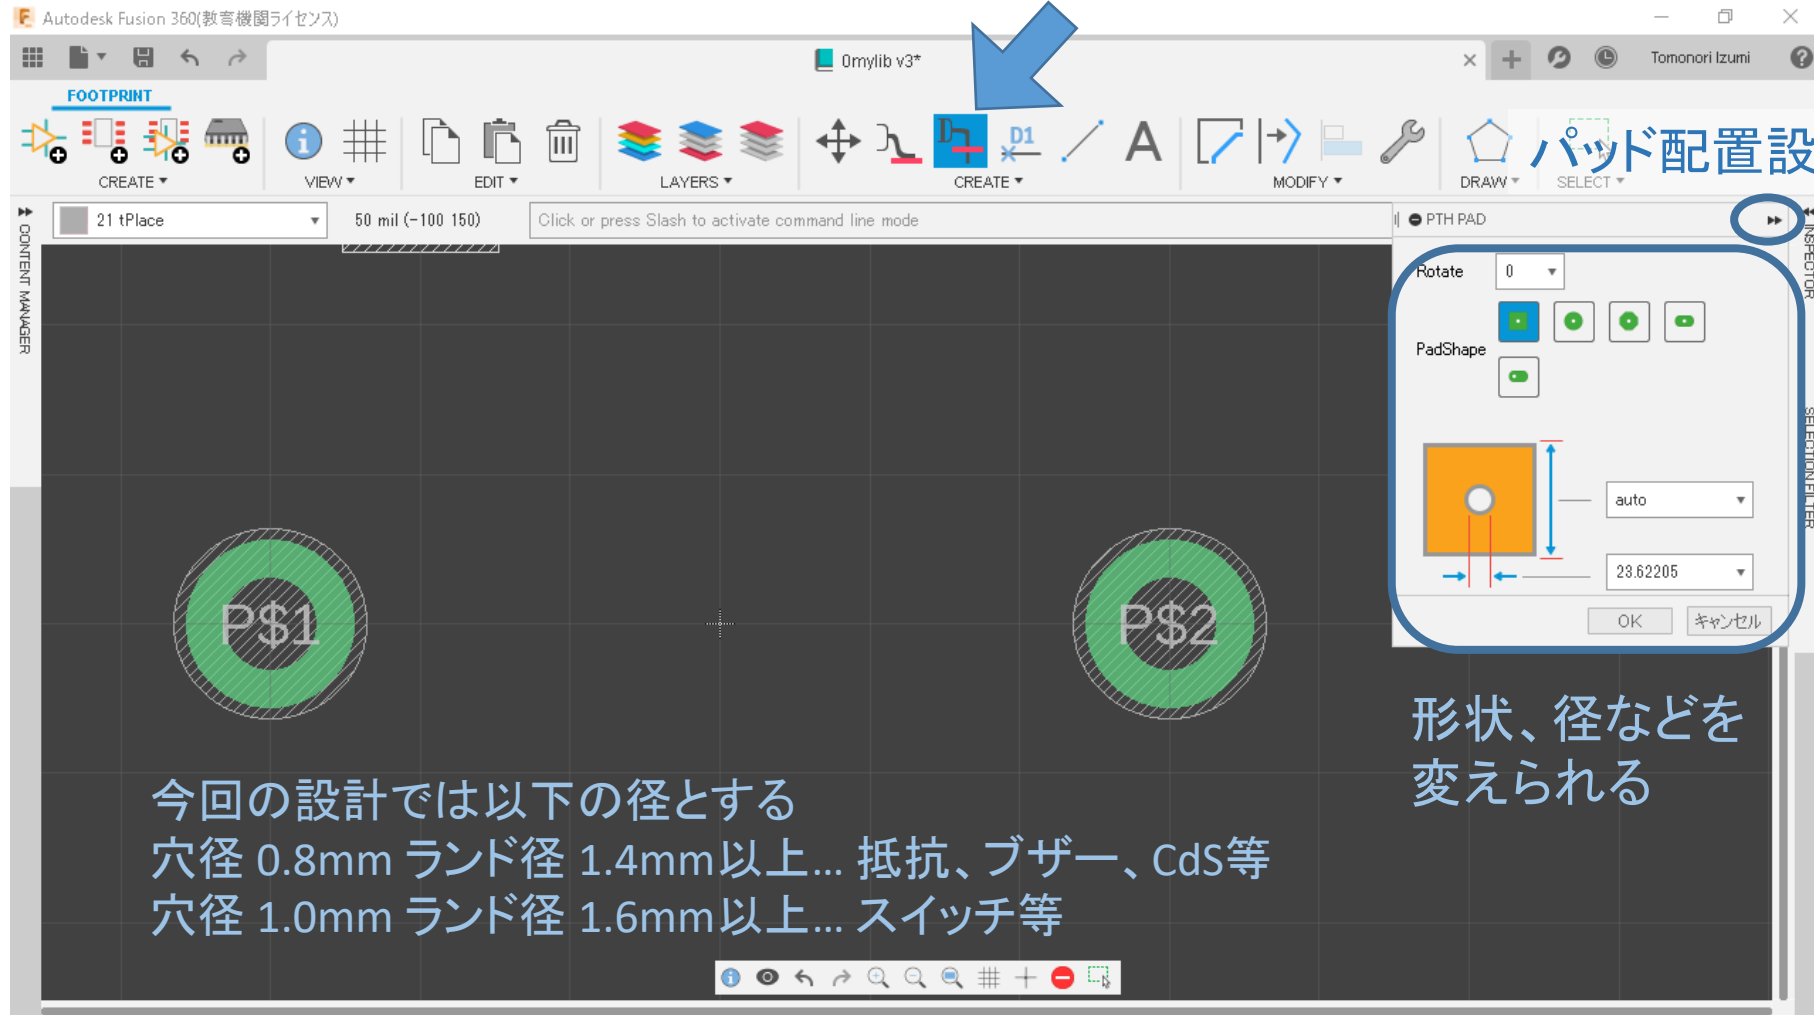 Autodesk Fusion 360(教育機関ライセンス)
0mylib v3*
Tomonori Izumi
FOOTPRINT
CREATE
VIEW
EDIT
LAYERS
D1
A
CREATE
MODIFY
DRAW
SELECT
パッド配置設
21 tPlace
50 mil (-100 150)
Click or press Slash to activate command line mode
PTH PAD
CONTENT MANAGER
INSPECTOR
SELECTION FILTER
Rotate
0
PadShape
auto
23.62205
OK
キャンセル
P$1
P$2
形状、径などを
変えられる
今回の設計では以下の径とする
穴径 0.8mm ランド径 1.4mm以上... 抵抗、ブザー、CdS等
穴径 1.0mm ランド径 1.6mm以上... スイッチ等